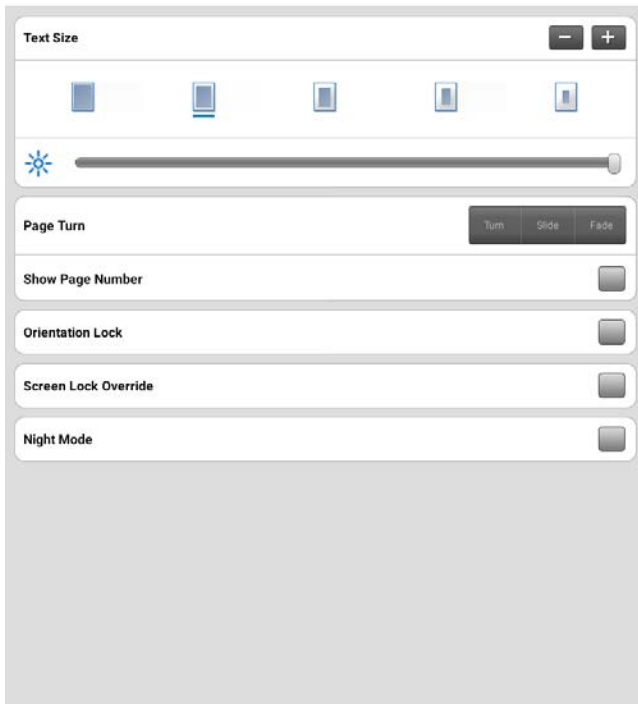 Text Size
Page Turn
Turn Slide Fade
Show Page Number
Orientation Lock
Screen Lock Override
Night Mode